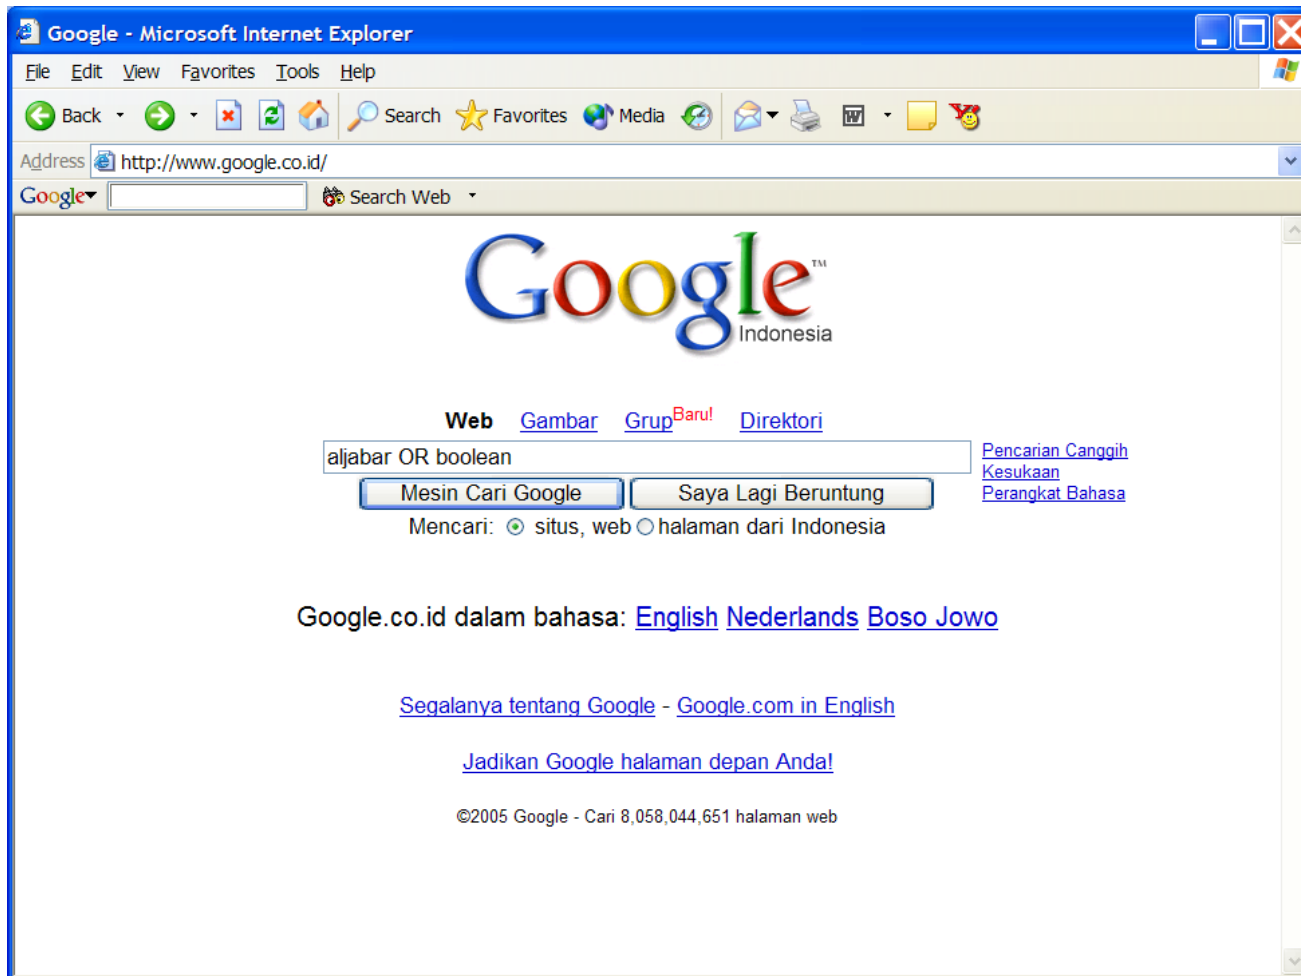 Google - Microsoft Internet Explorer
File Edit View Favorites Tools Help
Back Search Favorites Media
Address http://www.google.co.id/
Google Search Web
Google™
Indonesia
Web Gambar Grup Baru! Direktori
aljabar OR boolean
Pencarian Canggih
Kesukaan
Perangkat Bahasa
Mesin Cari Google Saya Lagi Beruntung
Mencari: situs, web halaman dari Indonesia
Google.co.id dalam bahasa: English Nederlands Boso Jowo
Segalanya tentang Google - Google.com in English
Jadikan Google halaman depan Anda!
©2005 Google - Cari 8,058,044,651 halaman web